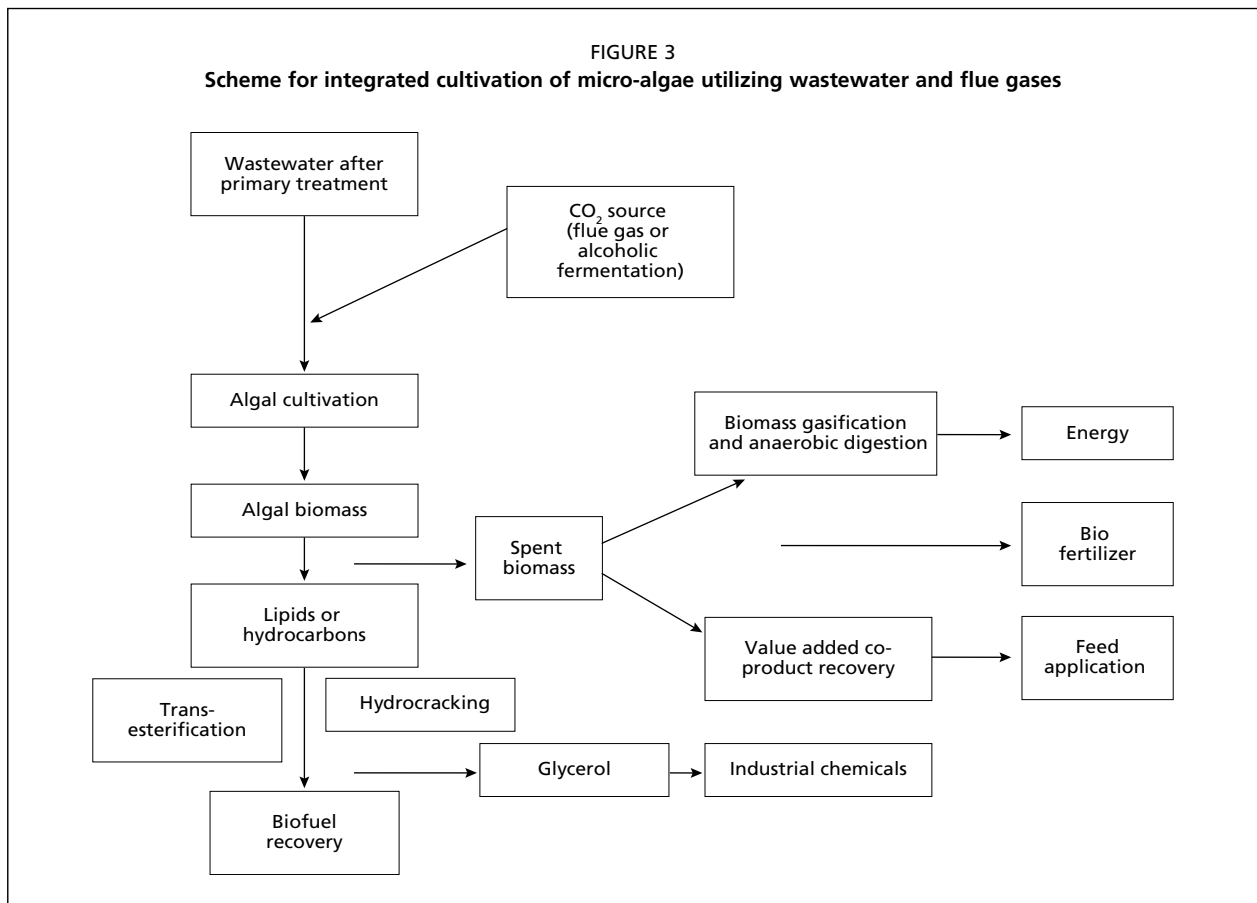 FIGURE 3
Scheme for integrated cultivation of micro-algae utilizing wastewater and flue gases
Wastewater after
primary treatment
CO₂ source
(flue gas or
alcoholic
fermentation)
Algal cultivation
Biomass gasification
and anaerobic digestion
Energy
Algal biomass
Spent
biomass
Bio
fertilizer
Lipids or
hydrocarbons
Value added co-
product recovery
Feed
application
Trans-
esterification
Hydrocracking
Glycerol
Industrial chemicals
Biofuel
recovery